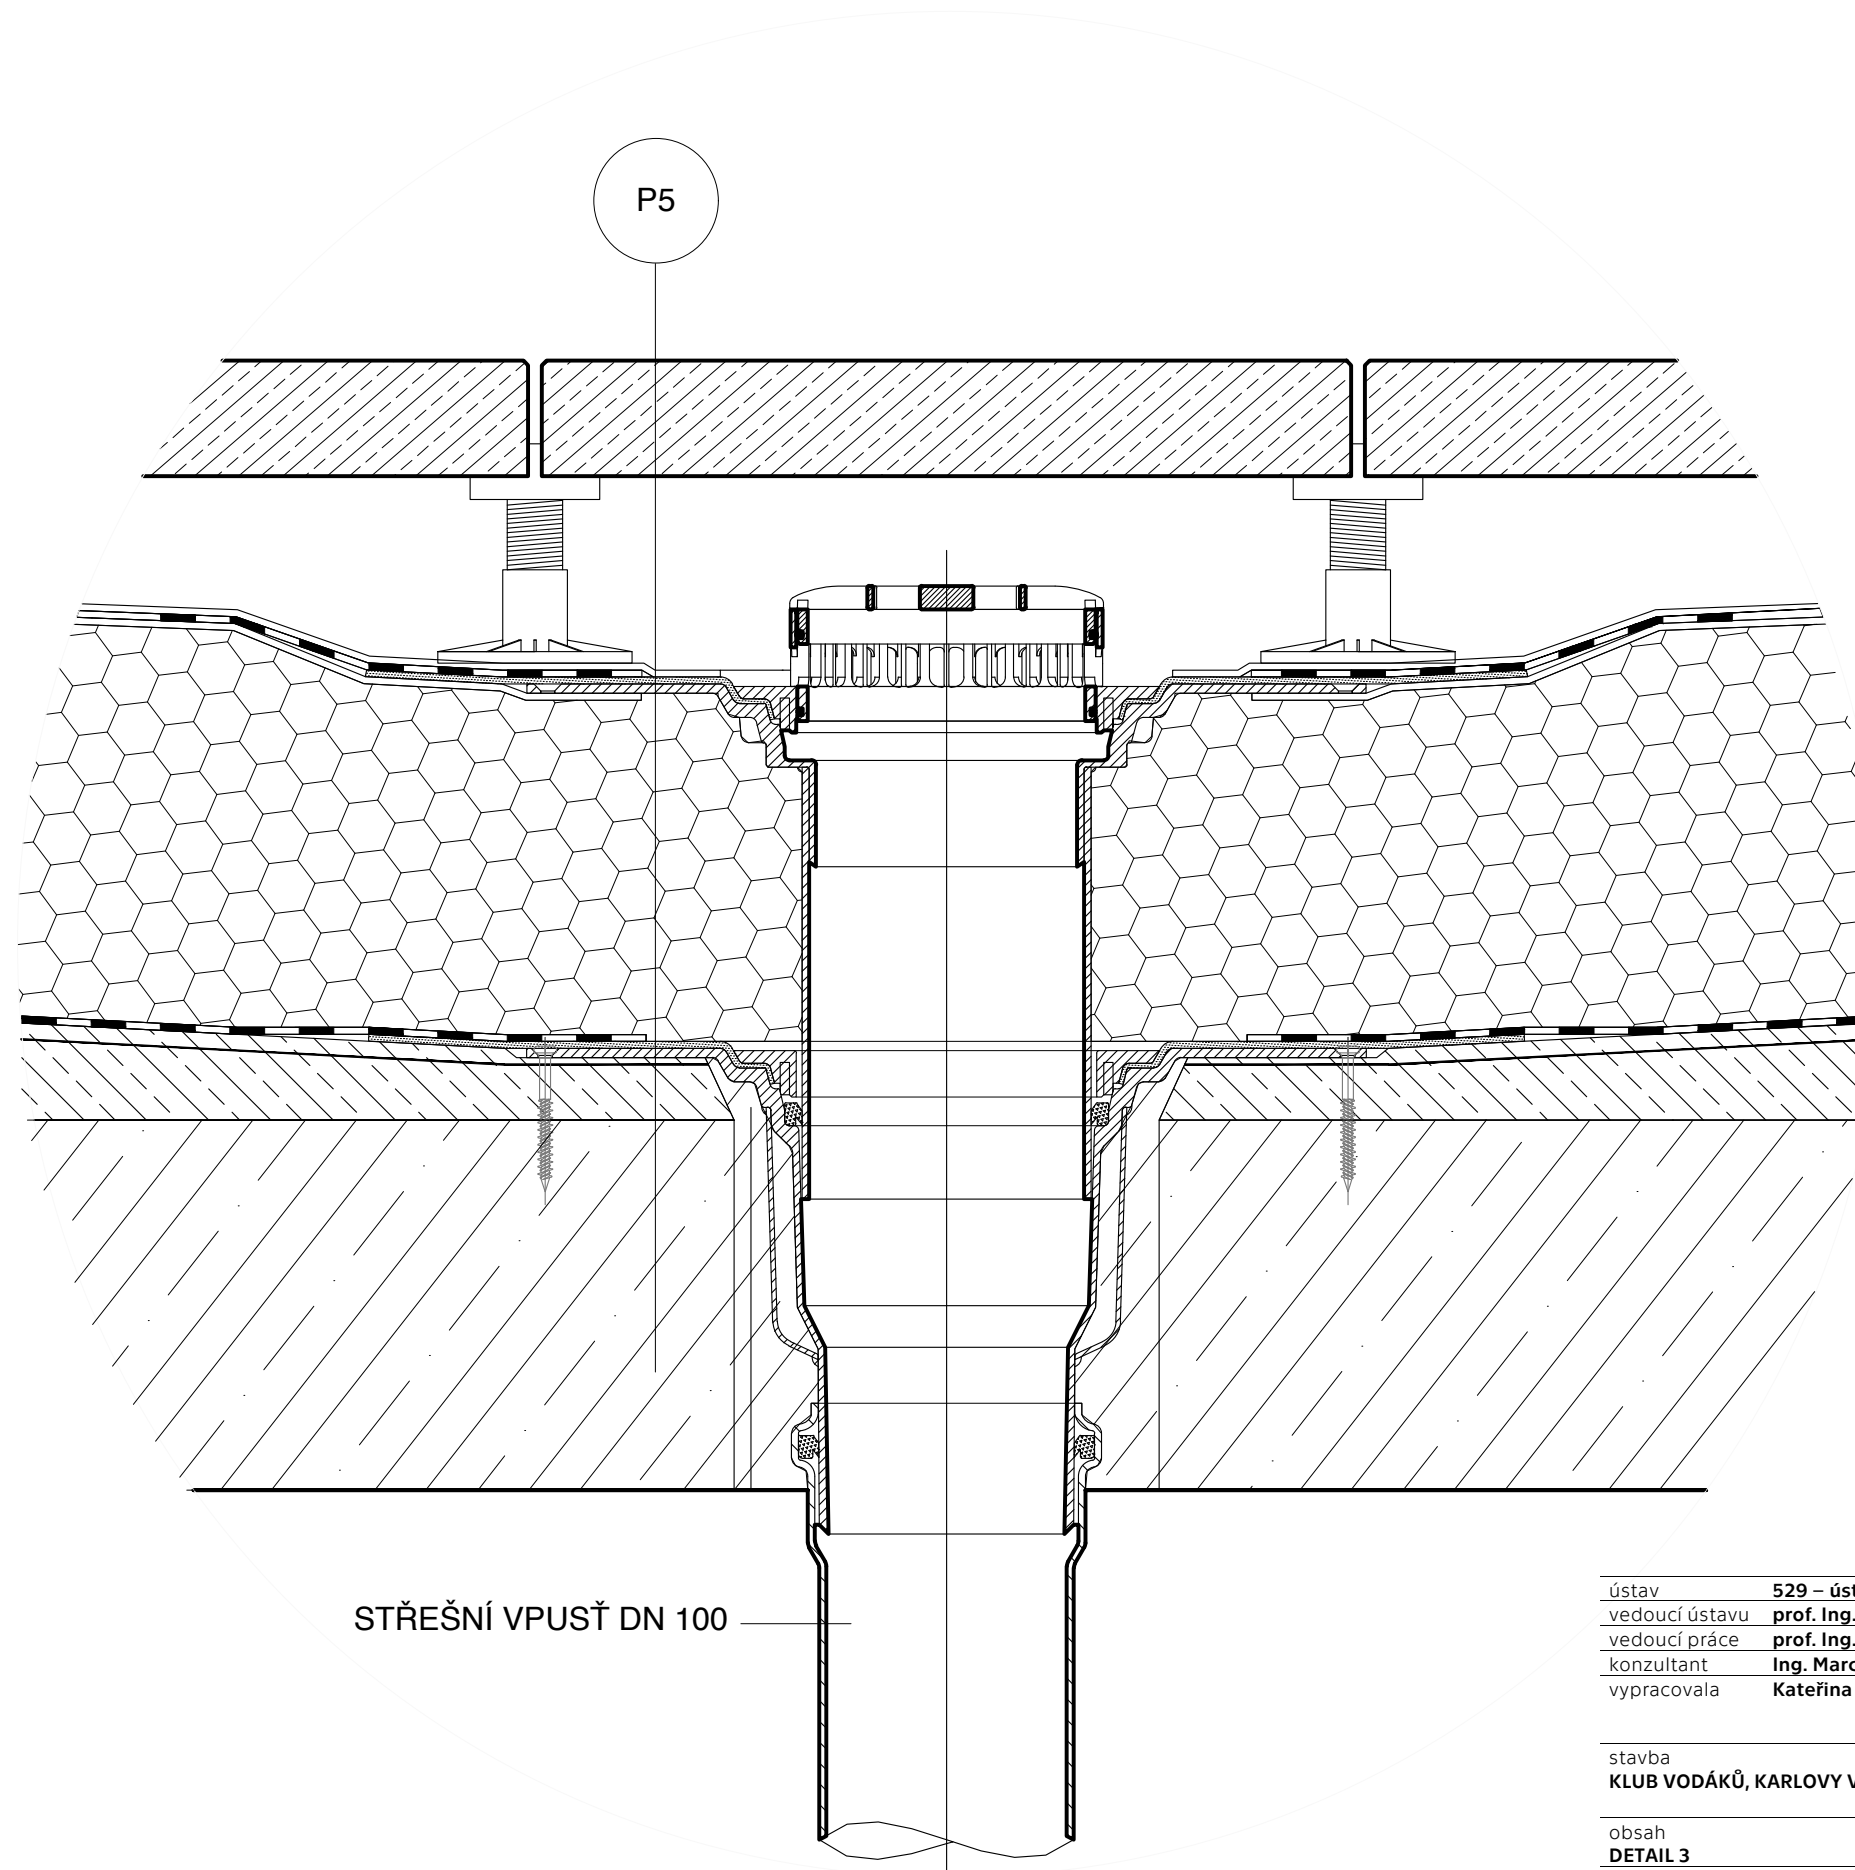 P5
STŘEŠNÍ VPUSŤ DN 100
ústav 529 – úst
vedoucí ústavu prof. Ing.
vedoucí práce prof. Ing.
konzultant Ing. Marc
vypracovala Kateřina
stavba
KLUB VODÁKŮ, KARLOVY V
obsah
DETAIL 3